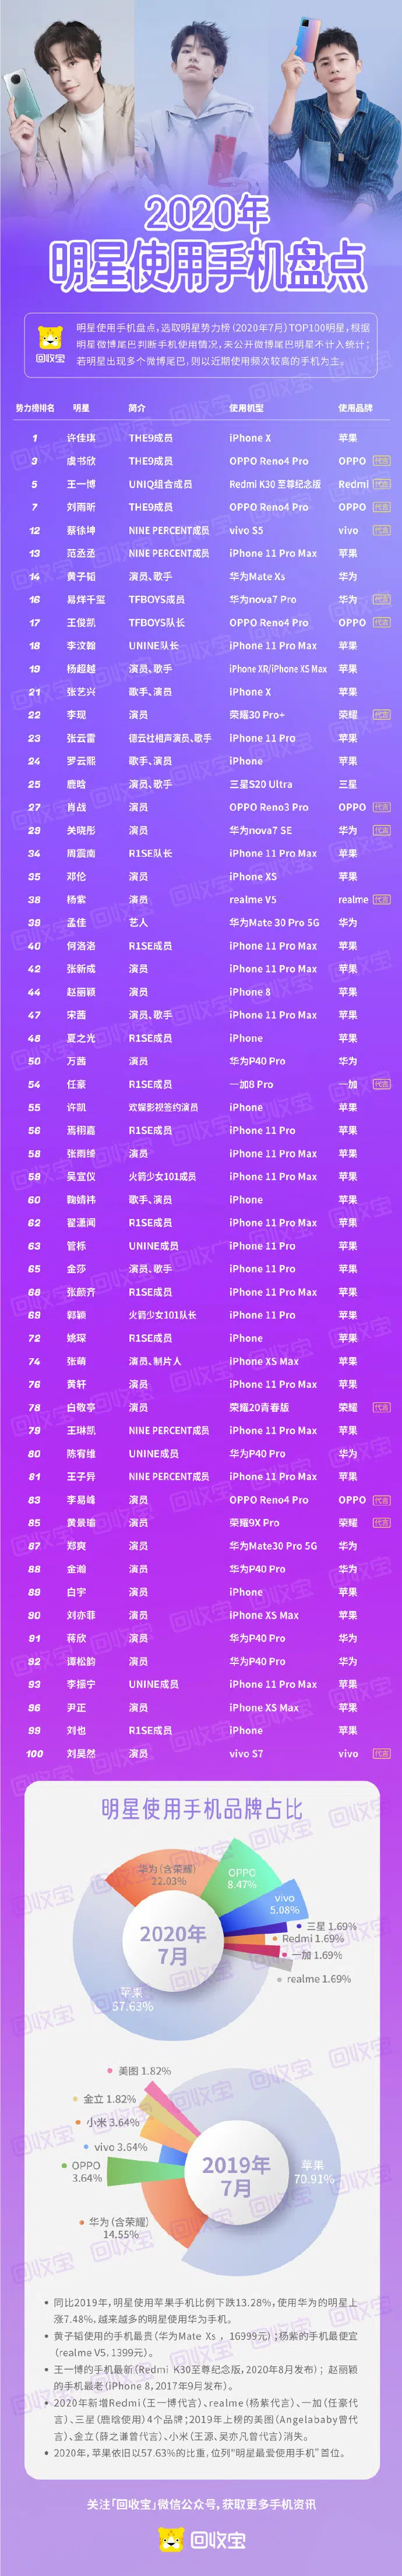 2020年
明星使用手机盘点
回收宝
明星使用手机盘点,选取明星势力榜(2020年7月)TOP100明星,根据
明星微博尾巴判断手机使用情况,未公开微博尾巴明星不计入统计;
若明星出现多个微博尾巴,则以近期使用频次较高的手机为主。
势力榜排名 明星 简介 使用机型 使用品牌
1 许佳琪 THE9成员 iPhone X 苹果
3 虞书欣 THE9成员 OPPO Reno4 Pro OPPO 代言
5 王一博 UNIQ组合成员 Redmi K30 至尊纪念版 Redmi 代言
7 刘雨昕 THE9成员 OPPO Reno4 Pro OPPO 代言
12 蔡徐坤 NINE PERCENT成员 vivo S5 vivo 代言
13 范丞丞 NINE PERCENT成员 iPhone 11 Pro Max 苹果
14 黄子韬 演员、歌手 华为Mate Xs 华为
16 易烊千玺 TFBOYS成员 华为nova7 Pro 华为 代言
17 王俊凯 TFBOYS队长 OPPO Reno4 Pro OPPO 代言
18 李汶翰 UNINE队长 iPhone 11 Pro Max 苹果
19 杨超越 演员、歌手 iPhone XR/iPhone XS Max 苹果
21 张艺兴 歌手、演员 iPhone X 苹果
22 李现 演员 荣耀30 Pro+ 荣耀 代言
23 张云雷 德云社相声演员、歌手 iPhone 11 Pro 苹果
24 罗云熙 歌手、演员 iPhone 苹果
25 鹿晗 演员、歌手 三星S20 Ultra 三星
27 肖战 演员 OPPO Reno3 Pro OPPO 代言
29 关晓彤 演员 华为nova7 SE 华为 代言
34 周震南 R1SE队长 iPhone 11 Pro Max 苹果
35 邓伦 演员 iPhone XS 苹果
38 杨紫 演员 realme V5 realme 代言
39 孟佳 艺人 华为Mate 30 Pro 5G 华为
40 何洛洛 R1SE成员 iPhone 11 Pro Max 苹果
42 张新成 演员 iPhone 11 Pro Max 苹果
44 赵丽颖 演员 iPhone 8 苹果
47 宋茜 演员、歌手 iPhone 11 Pro Max 苹果
48 夏之光 R1SE成员 iPhone 苹果
50 万茜 演员 华为P40 Pro 华为
54 任豪 R1SE成员 一加8 Pro 一加 代言
55 许凯 欢娱影视签约演员 iPhone 苹果
56 焉栩嘉 R1SE成员 iPhone 11 Pro 苹果
58 张雨绮 演员 iPhone 11 Pro Max 苹果
59 吴宣仪 火箭少女101成员 iPhone 11 Pro Max 苹果
60 鞠婧祎 歌手、演员 iPhone 苹果
62 翟潇闻 R1SE成员 iPhone 11 Pro Max 苹果
63 管栎 UNINE成员 iPhone 11 Pro 苹果
65 金莎 演员、歌手 iPhone 11 Pro 苹果
68 张颜齐 R1SE成员 iPhone 11 Pro Max 苹果
69 郭颖 火箭少女101队长 iPhone 11 Pro 苹果
72 姚琛 R1SE成员 iPhone 苹果
74 张萌 演员、制片人 iPhone XS Max 苹果
76 黄轩 演员 iPhone 11 Pro Max 苹果
78 白敬亭 演员 荣耀20青春版 荣耀 代言
79 王琳凯 NINE PERCENT成员 iPhone 11 Pro Max 苹果
80 陈宥维 UNINE成员 华为P40 Pro 华为
81 王子异 NINE PERCENT成员 iPhone 11 Pro Max 苹果
83 李易峰 演员 OPPO Reno4 Pro OPPO 代言
85 黄景瑜 演员 荣耀9X Pro 荣耀 代言
87 郑爽 演员 华为Mate30 Pro 5G 华为
88 金瀚 演员 华为P40 Pro 华为
89 白宇 演员 iPhone 苹果
90 刘亦菲 演员 iPhone XS Max 苹果
91 蒋欣 演员 华为P40 Pro 华为
92 谭松韵 演员 华为P40 Pro 华为
93 李振宁 UNINE成员 iPhone 11 Pro Max 苹果
96 尹正 演员 iPhone XS Max 苹果
99 刘也 R1SE成员 iPhone 苹果
100 刘昊然 演员 vivo S7 vivo 代言
明星使用手机品牌占比
华为(含荣耀)
22.03%
OPPO
8.47%
vivo
5.08%
三星 1.69%
Redmi 1.69%
一加 1.69%
realme 1.69%
2020年
7月
苹果
57.63%
美图 1.82%
金立 1.82%
小米 3.64%
vivo 3.64%
OPPO
3.64%
华为(含荣耀)
14.55%
2019年
7月
苹果
70.91%
同比2019年,明星使用苹果手机比例下跌13.28%,使用华为的明星上
涨7.48%,越来越多的明星使用华为手机。
黄子韬使用的手机最贵(华为Mate Xs ,16999元);杨紫的手机最便宜
(realme V5,1399元)。
王一博的手机最新(Redmi K30至尊纪念版,2020年8月发布);赵丽颖
的手机最老(iPhone 8,2017年9月发布)。
2020年新增Redmi(王一博代言)、realme(杨紫代言)、一加(任豪代
言)、三星(鹿晗使用)4个品牌;2019年上榜的美图(Angelababy曾代
言)、金立(薛之谦曾代言)、小米(王源、吴亦凡曾代言)消失。
2020年,苹果依旧以57.63%的比重,位列"明星最爱使用手机"首位。
关注「回收宝」微信公众号,获取更多手机资讯
回收宝